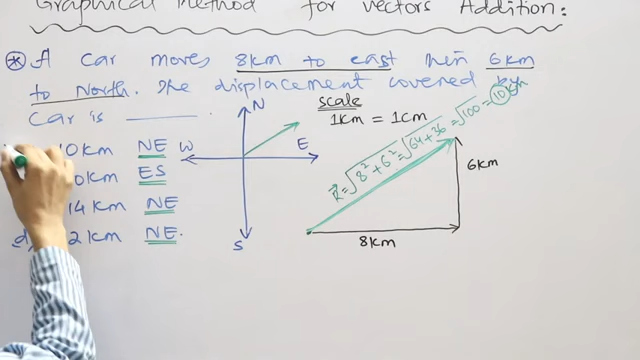 Graphical Method for vectors Addition:
* A Car moves 8km to east then 6km
to North. The displacement covered by
Car is ______
10km NE
0km ES
14km NE
d) 2km NE.
N
W E
S
scale
1km = 1cm
R = √8²+6² = √64+36 = √100 = 10km
6km
8km